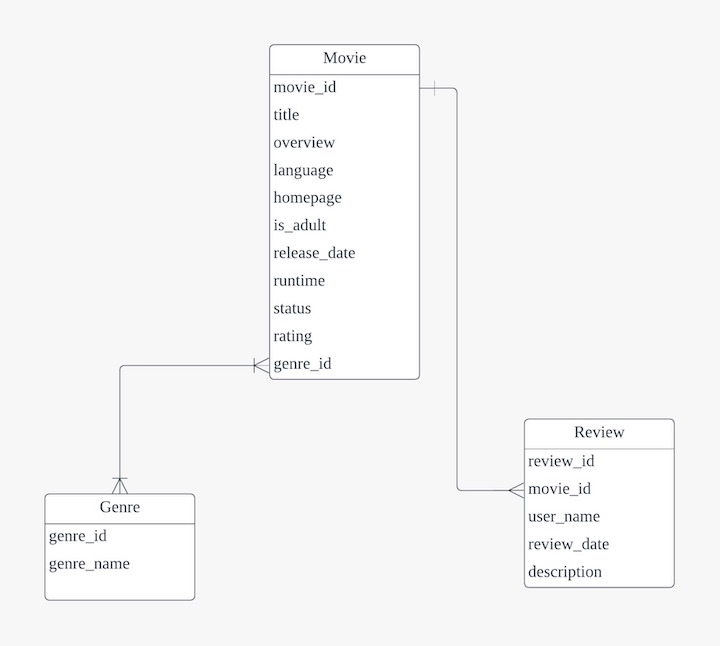 Movie
movie_id
title
overview
language
homepage
is_adult
release_date
runtime
status
rating
genre_id
Review
review_id
movie_id
user_name
review_date
description
Genre
genre_id
genre_name